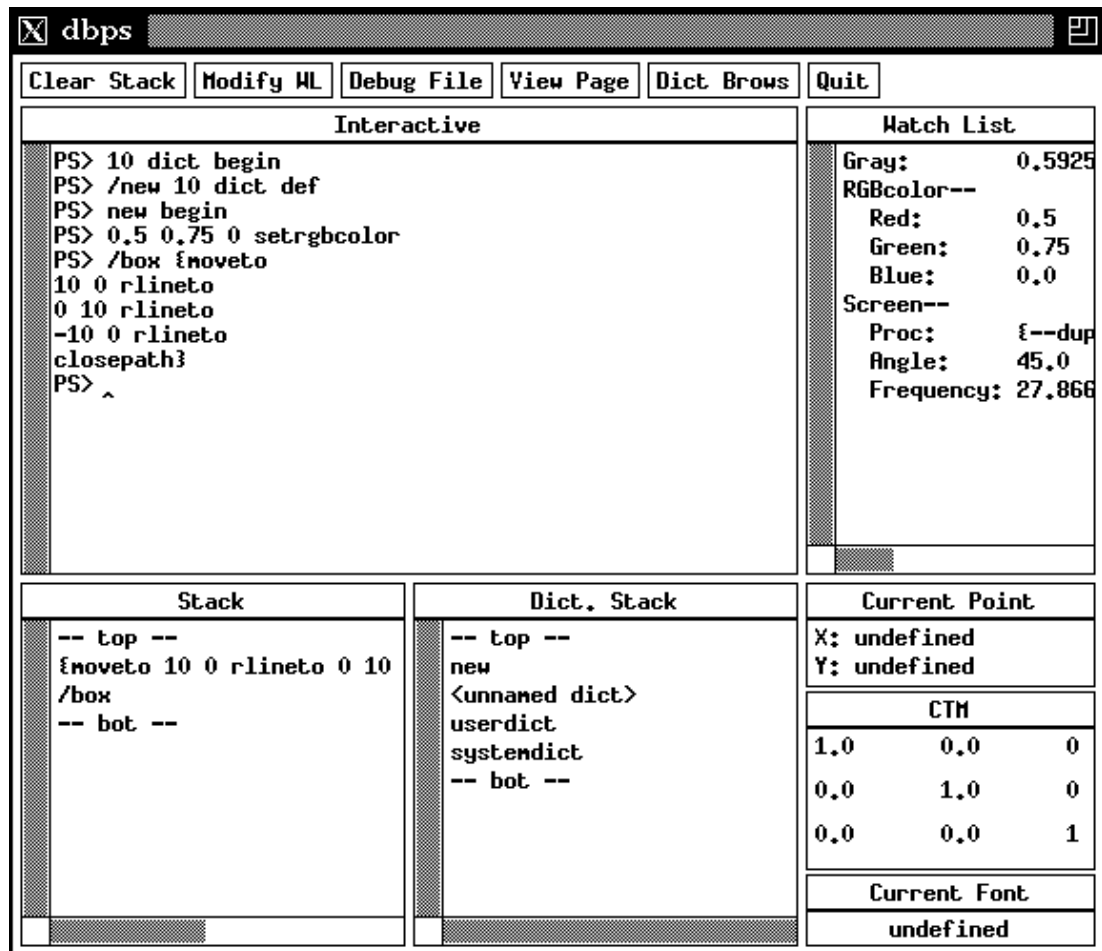 dbps
Clear Stack Modify WL Debug File View Page Dict Brows Quit
Interactive
PS> 10 dict begin
PS> /new 10 dict def
PS> new begin
PS> 0.5 0.75 0 setrgbcolor
PS> /box {moveto
10 0 rlineto
0 10 rlineto
-10 0 rlineto
closepath}
PS> ^
Watch List
Gray: 0.5925
RGBcolor--
Red: 0.5
Green: 0.75
Blue: 0.0
Screen--
Proc: {--dup
Angle: 45.0
Frequency: 27.866
Stack
-- top --
{moveto 10 0 rlineto 0 10
/box
-- bot --
Dict. Stack
-- top --
new
<unnamed dict>
userdict
systemdict
-- bot --
Current Point
X: undefined
Y: undefined
CTM
1.0 0.0 0
0.0 1.0 0
0.0 0.0 1
Current Font
undefined